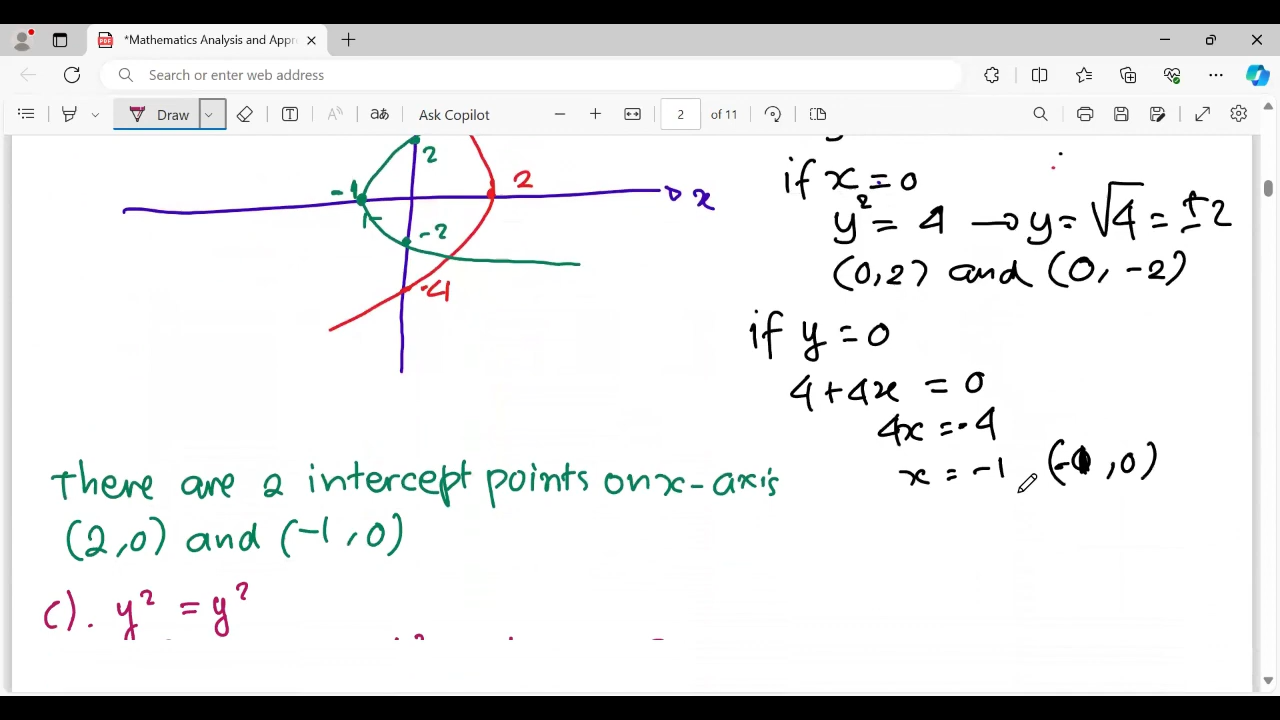 *Mathematics Analysis and Appr
Search or enter web address
Draw
aあ
Ask Copilot
2 of 11
2
-1
2
x
-2
-4
if x = 0
y² = 4 → y = √4 = ±2
(0,2) and (0, -2)
if y = 0
4 + 4x = 0
4x = -4
x = -1, (-1, 0)
There are 2 intercept points on x-axis
(2,0) and (-1,0)
c). y² = y²